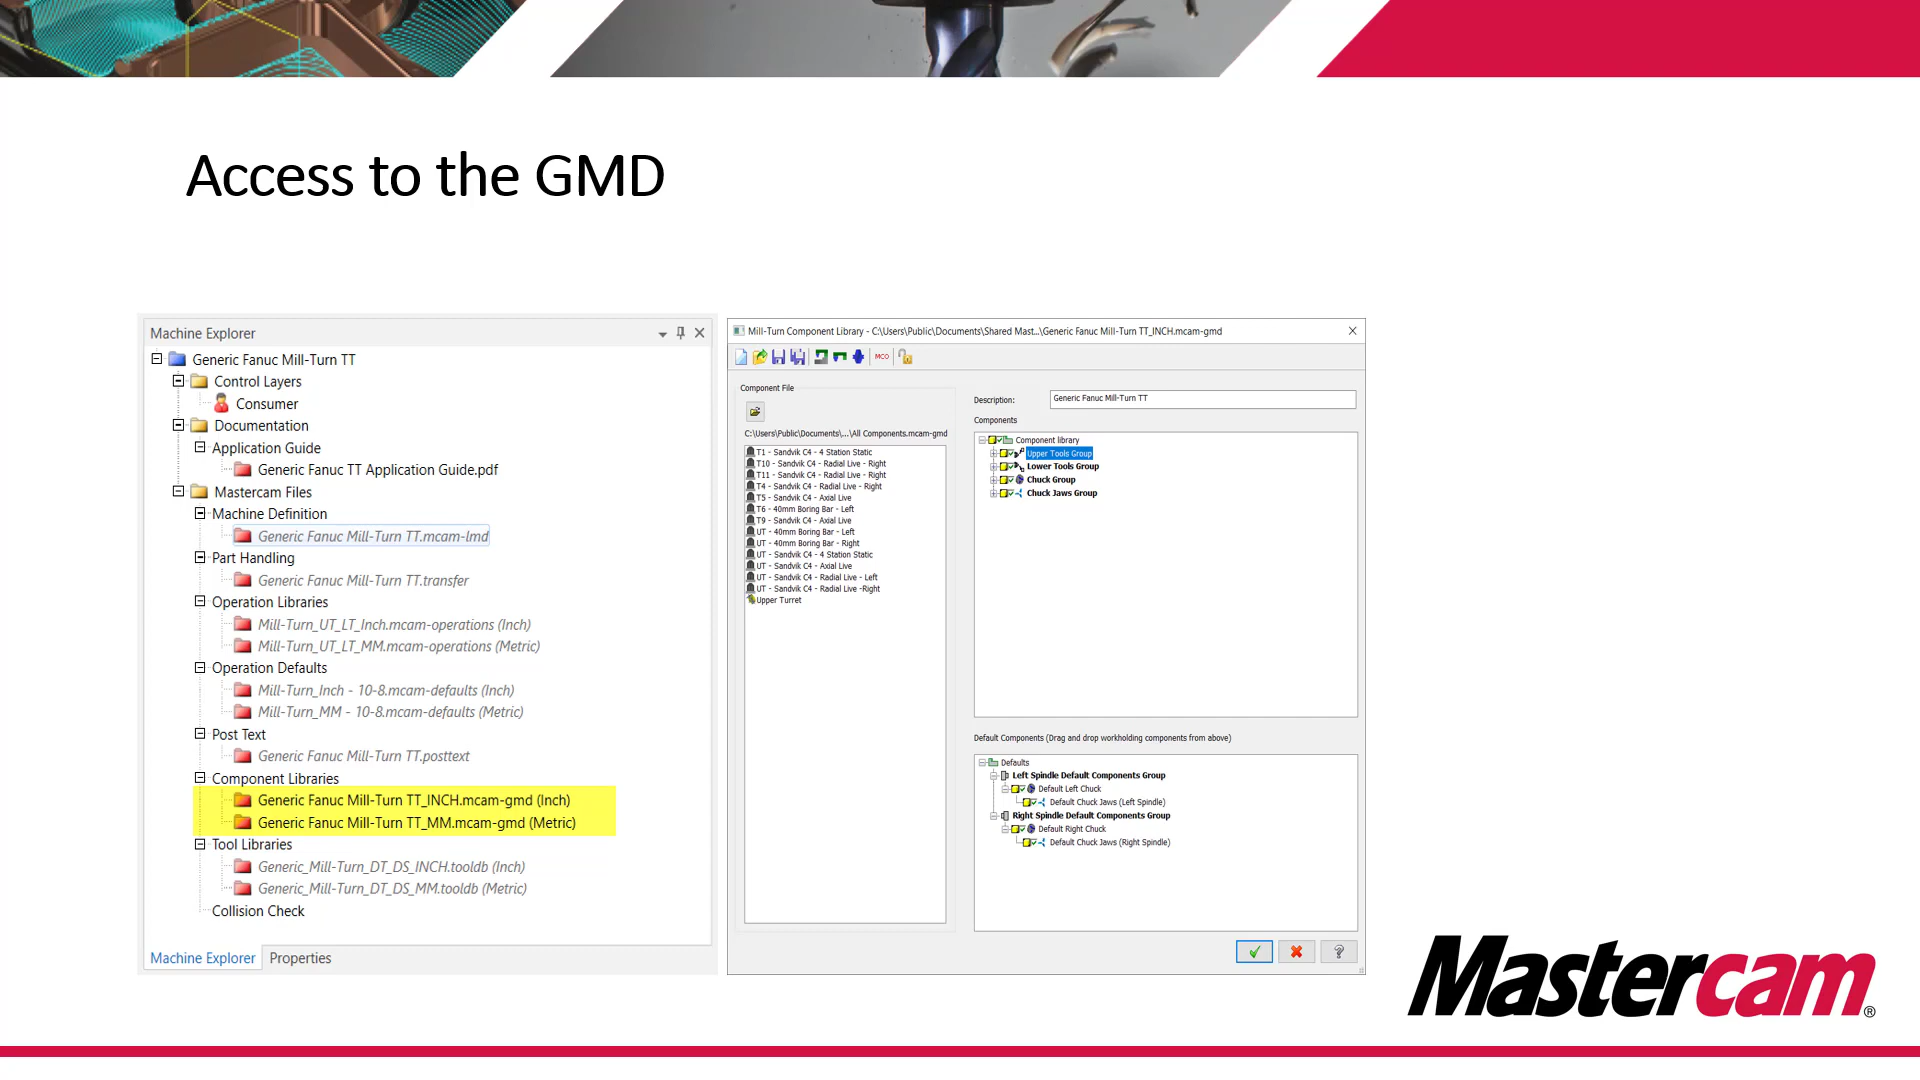 Access to the GMD
Machine Explorer
Generic Fanuc Mill-Turn TT
Control Layers
Consumer
Documentation
Application Guide
Generic Fanuc TT Application Guide.pdf
Mastercam Files
Machine Definition
Generic Fanuc Mill-Turn TT.mcam-lmd
Part Handling
Generic Fanuc Mill-Turn TT.transfer
Operation Libraries
Mill-Turn_UT_LT_Inch.mcam-operations (Inch)
Mill-Turn_UT_LT_MM.mcam-operations (Metric)
Operation Defaults
Mill-Turn_Inch - 10-8.mcam-defaults (Inch)
Mill-Turn_MM - 10-8.mcam-defaults (Metric)
Post Text
Generic Fanuc Mill-Turn TT.posttext
Component Libraries
Generic Fanuc Mill-Turn TT_INCH.mcam-gmd (Inch)
Generic Fanuc Mill-Turn TT_MM.mcam-gmd (Metric)
Tool Libraries
Generic_Mill-Turn_DT_DS_INCH.tooldb (Inch)
Generic_Mill-Turn_DT_DS_MM.tooldb (Metric)
Collision Check
Machine Explorer Properties
Mill-Turn Component Library - C:\Users\Public\Documents\Shared Mast...\Generic Fanuc Mill-Turn TT_INCH.mcam-gmd
MCO
Component File
C:\Users\Public\Documents\...\All Components.mcam-gmd
T1 - Sandvik C4 - 4 Station Static
T10 - Sandvik C4 - Radial Live - Right
T11 - Sandvik C4 - Radial Live - Right
T4 - Sandvik C4 - Radial Live - Right
T5 - Sandvik C4 - Axial Live
T6 - 40mm Boring Bar - Left
T9 - Sandvik C4 - Axial Live
UT - 40mm Boring Bar - Left
UT - 40mm Boring Bar - Right
UT - Sandvik C4 - 4 Station Static
UT - Sandvik C4 - Axial Live
UT - Sandvik C4 - Radial Live - Left
UT - Sandvik C4 - Radial Live -Right
Upper Turret
Description: Generic Fanuc Mill-Turn TT
Components
Component library
Upper Tools Group
Lower Tools Group
Chuck Group
Chuck Jaws Group
Default Components (Drag and drop workholding components from above)
Defaults
Left Spindle Default Components Group
Default Left Chuck
Default Chuck Jaws (Left Spindle)
Right Spindle Default Components Group
Default Right Chuck
Default Chuck Jaws (Right Spindle)
Mastercam®